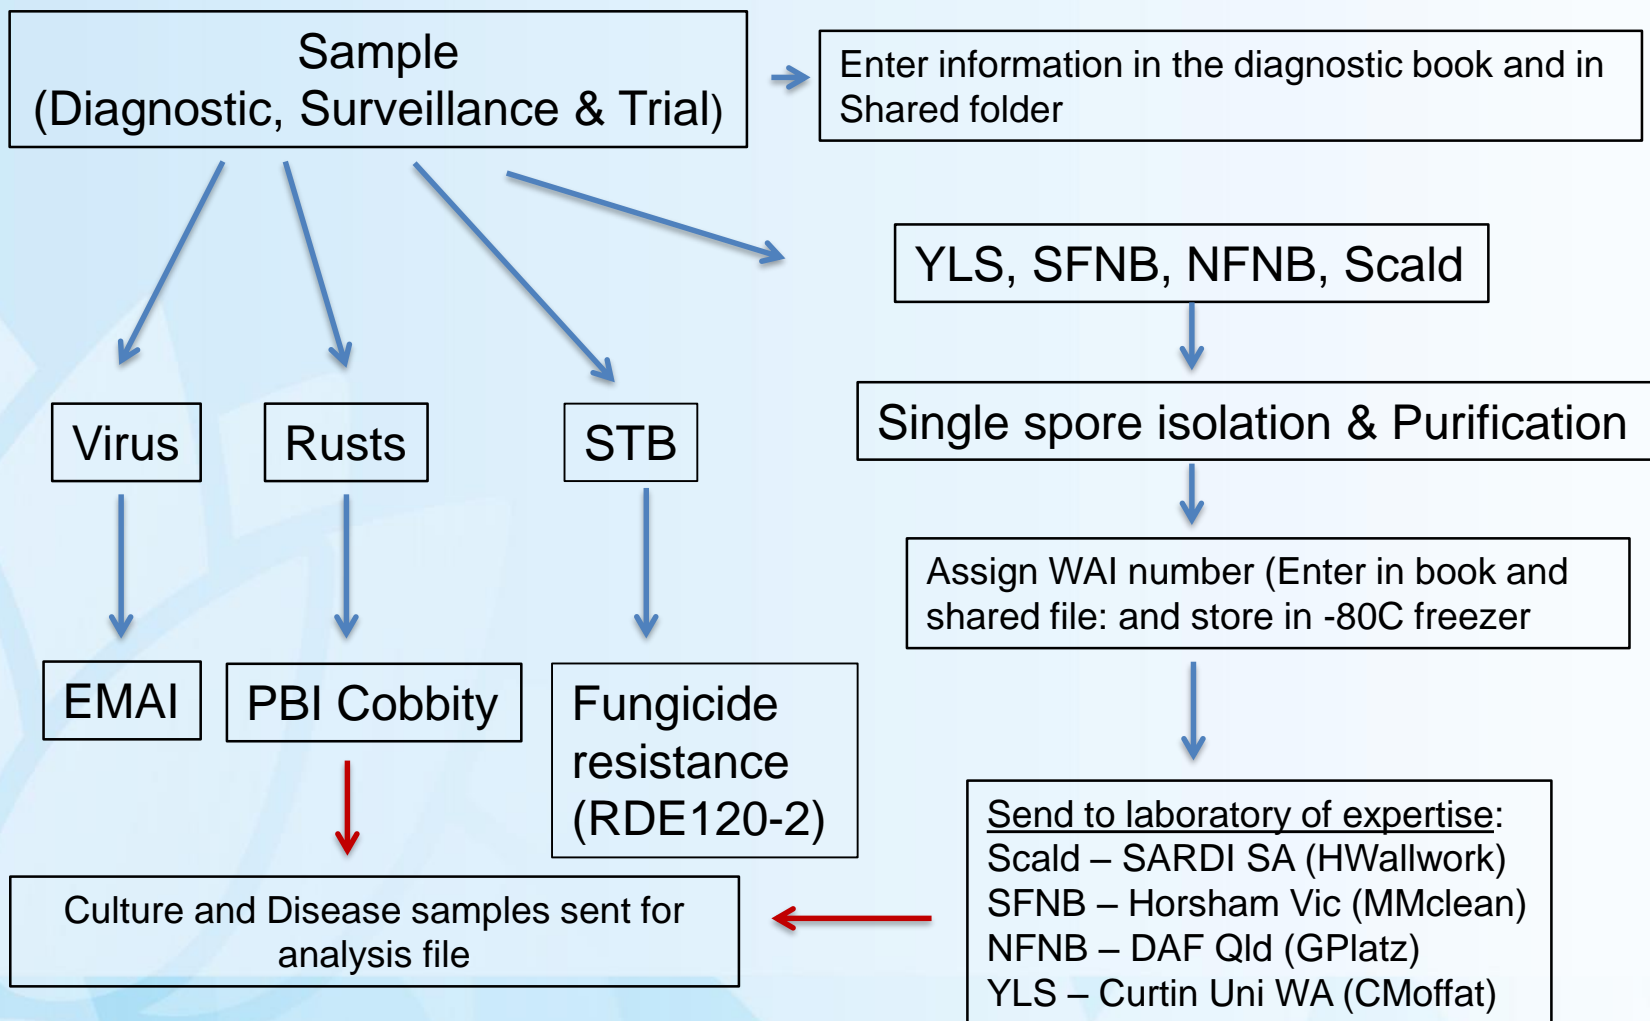 Sample
(Diagnostic, Surveillance & Trial)
Enter information in the diagnostic book and in
Shared folder
YLS, SFNB, NFNB, Scald
Single spore isolation & Purification
Virus
Rusts
STB
Assign WAI number (Enter in book and
shared file: and store in -80C freezer
EMAI
PBI Cobbity
Fungicide
resistance
(RDE120-2)
Send to laboratory of expertise:
Scald – SARDI SA (HWallwork)
SFNB – Horsham Vic (MMclean)
NFNB – DAF Qld (GPlatz)
YLS – Curtin Uni WA (CMoffat)
Culture and Disease samples sent for
analysis file